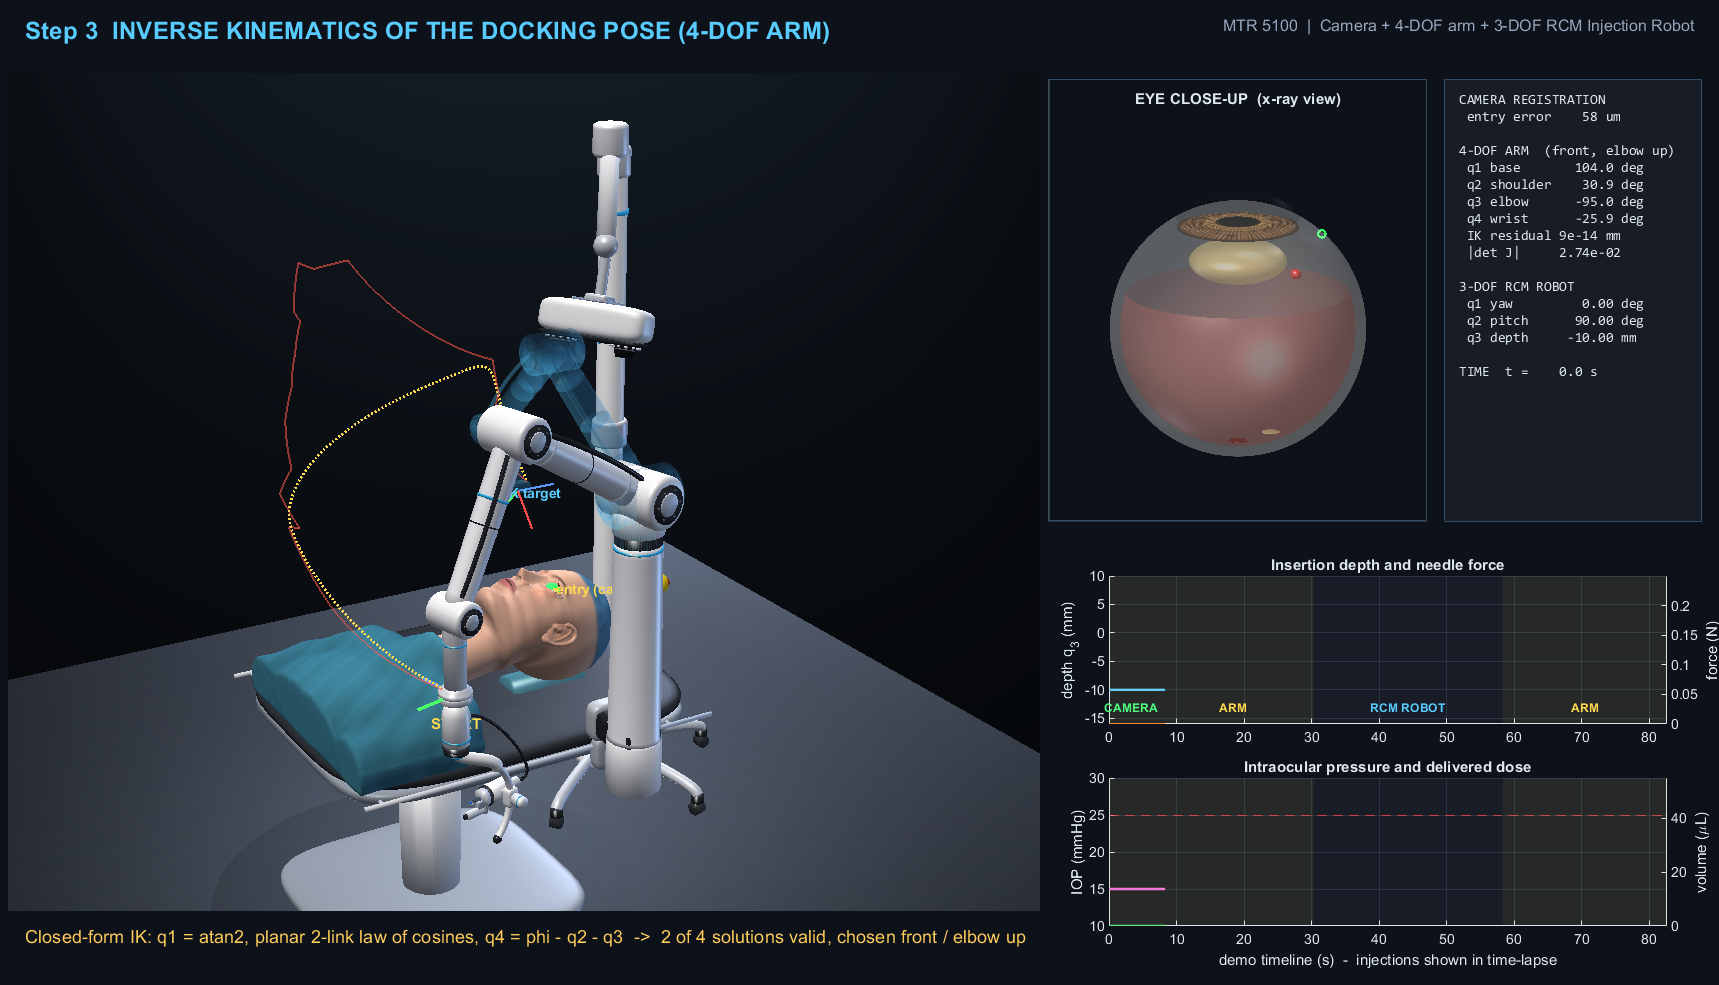 Step 3  INVERSE KINEMATICS OF THE DOCKING POSE (4-DOF ARM)
MTR 5100  |  Camera + 4-DOF arm + 3-DOF RCM Injection Robot
target
entry (ca
EYE CLOSE-UP  (x-ray view)
CAMERA REGISTRATION
entry error    58 um
4-DOF ARM  (front, elbow up)
q1 base       104.0 deg
q2 shoulder    30.9 deg
q3 elbow      -95.0 deg
q4 wrist      -25.9 deg
IK residual 9e-14 mm
|det J|     2.74e-02
3-DOF RCM ROBOT
q1 yaw         0.00 deg
q2 pitch      90.00 deg
q3 depth     -10.00 mm
TIME  t =    0.0 s
Insertion depth and needle force
depth q3 (mm)
10
5
0
-5
-10
-15
CAMERA
ARM
RCM ROBOT
ARM
0.2
0.15
0.1
0.05
0
force (N)
0 10 20 30 40 50 60 70 80
Intraocular pressure and delivered dose
IOP (mmHg)
30
25
20
15
10
40
20
0
volume (μL)
0 10 20 30 40 50 60 70 80
demo timeline (s)  -  injections shown in time-lapse
Closed-form IK: q1 = atan2, planar 2-link law of cosines, q4 = phi - q2 - q3  ->  2 of 4 solutions valid, chosen front / elbow up